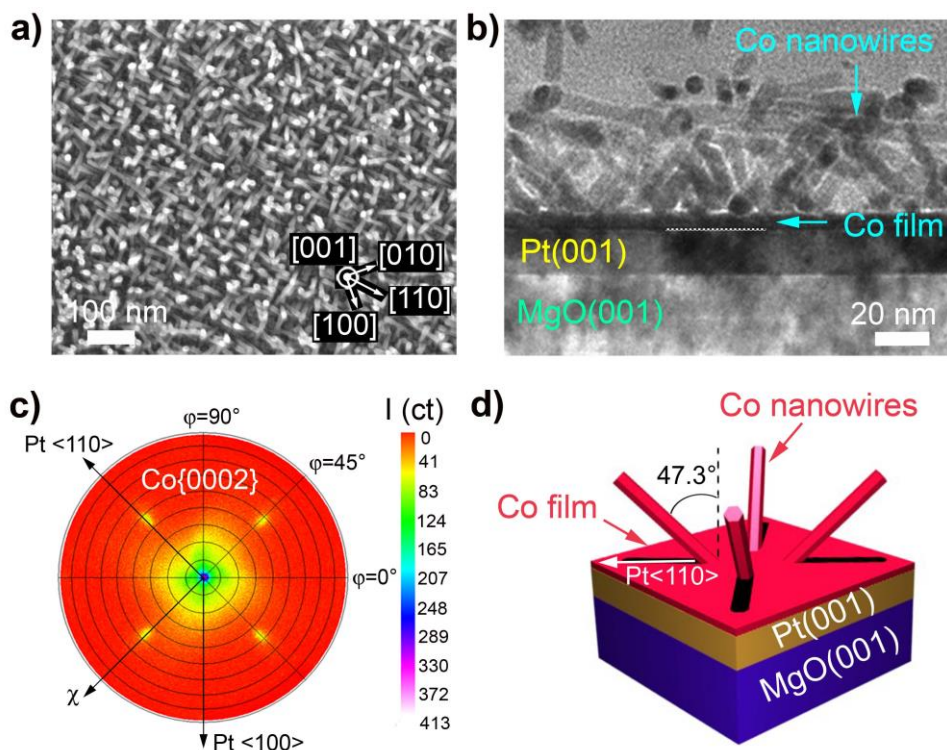 a)
[001]
[010]
[110]
[100]
100 nm
b)
Co nanowires
Co film
Pt(001)
MgO(001)
20 nm
c)
φ=90°
Pt <110>
φ=45°
Co{0002}
φ=0°
χ
Pt <100>
I (ct)
0
41
83
124
165
207
248
289
330
372
413
d)
Co nanowires
47.3°
Co film
Pt<110>
Pt(001)
MgO(001)